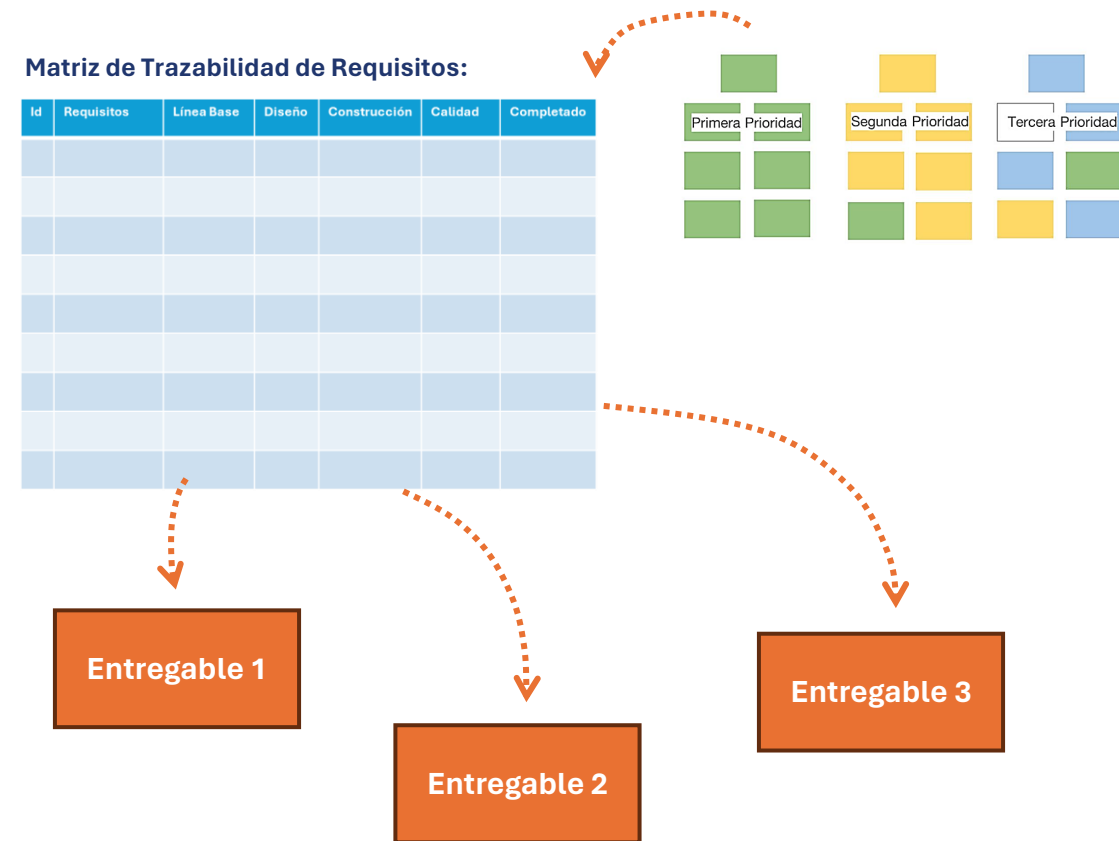 Matriz de Trazabilidad de Requisitos:
Id Requisitos Línea Base Diseño Construcción Calidad Completado
Primera Prioridad
Segunda Prioridad
Tercera Prioridad
Entregable 1
Entregable 2
Entregable 3